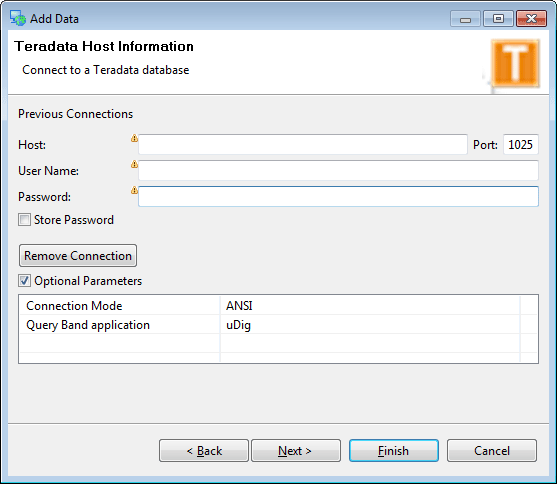 Add Data
Teradata Host Information
Connect to a Teradata database
T
Previous Connections
Host: Port: 1025
User Name:
Password:
Store Password
Remove Connection
Optional Parameters
Connection Mode ANSI
Query Band application uDig
< Back Next > Finish Cancel